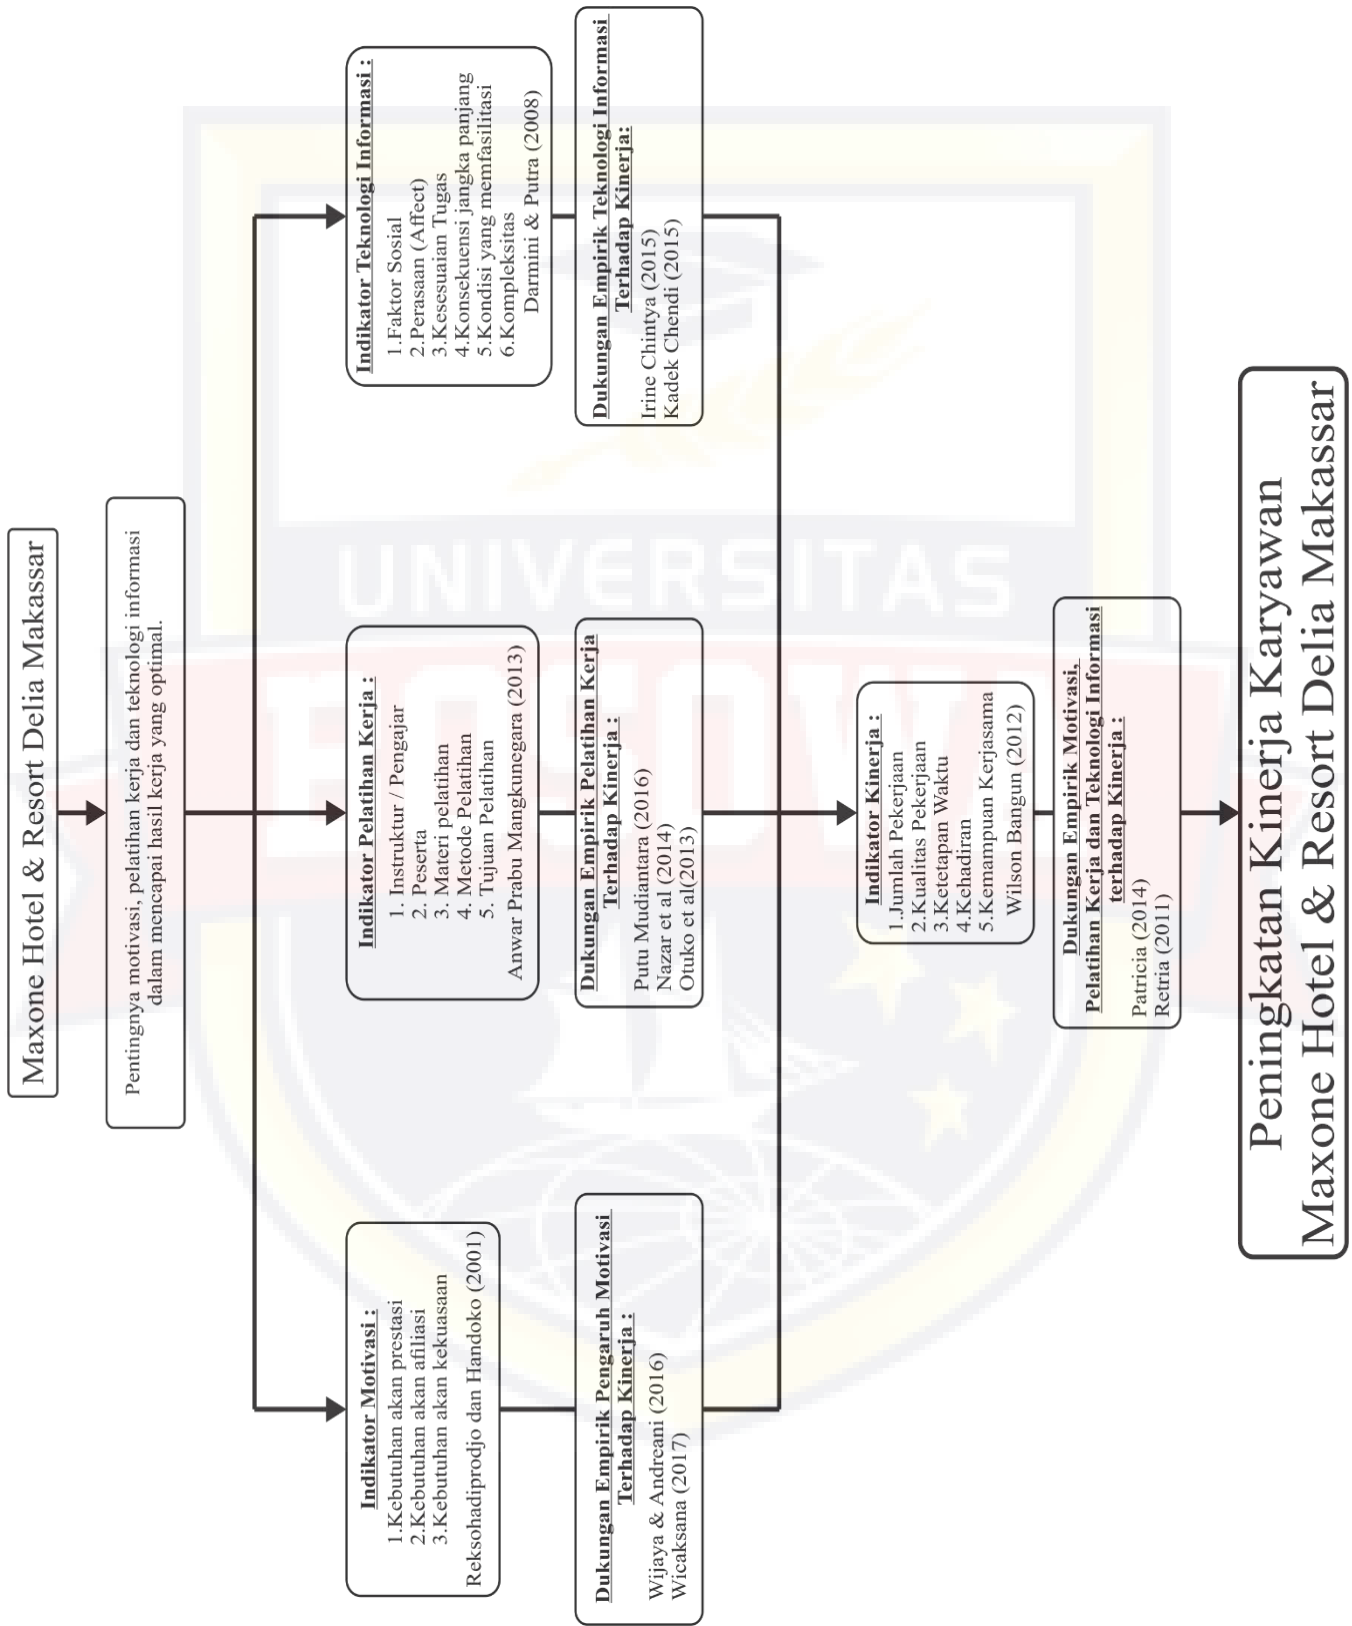 Maxone Hotel & Resort Delia Makassar
Pentingnya motivasi, pelatihan kerja dan teknologi informasi
dalam mencapai hasil kerja yang optimal.
Indikator Motivasi :
1.Kebutuhan akan prestasi
2.Kebutuhan akan afiliasi
3.Kebutuhan akan kekuasaan
Reksohadiprodjo dan Handoko (2001)
Indikator Pelatihan Kerja :
1. Instruktur / Pengajar
2. Peserta
3. Materi pelatihan
4. Metode Pelatihan
5. Tujuan Pelatihan
Anwar Prabu Mangkunegara (2013)
Indikator Teknologi Informasi :
1.Faktor Sosial
2.Perasaan (Affect)
3.Kesesuaian Tugas
4.Konsekuensi jangka panjang
5.Kondisi yang memfasilitasi
6.Kompleksitas
Darmini & Putra (2008)
Dukungan Empirik Pengaruh Motivasi
Terhadap Kinerja :
Wijaya & Andreani (2016)
Wicaksana (2017)
Dukungan Empirik Pelatihan Kerja
Terhadap Kinerja :
Putu Mudiantara (2016)
Nazar et al (2014)
Otuko et al(2013)
Dukungan Empirik Teknologi Informasi
Terhadap Kinerja:
Irine Chintya (2015)
Kadek Chendi (2015)
Indikator Kinerja :
1.Jumlah Pekerjaan
2.Kualitas Pekerjaan
3.Ketetapan Waktu
4.Kehadiran
5.Kemampuan Kerjasama
Wilson Bangun (2012)
Dukungan Empirik Motivasi,
Pelatihan Kerja dan Teknologi Informasi
terhadap Kinerja :
Patricia (2014)
Retria (2011)
Peningkatan Kinerja Karyawan
Maxone Hotel & Resort Delia Makassar
UNIVERSITAS
BOSOWA